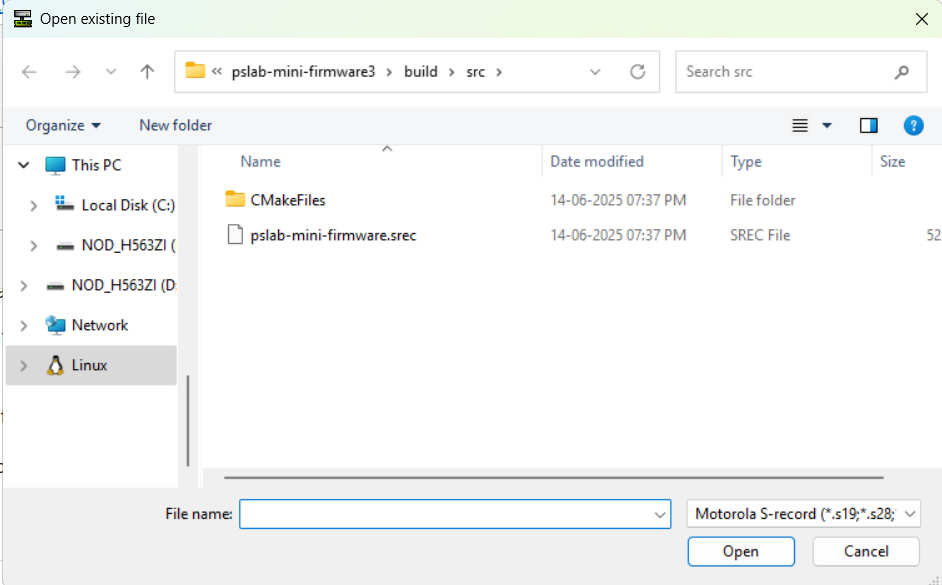 Open existing file
« pslab-mini-firmware3 > build > src >
Search src
Organize
New folder
Name
Date modified
Type
Size
This PC
Local Disk (C:)
NOD_H563ZI (
NOD_H563ZI (D:
Network
Linux
CMakeFiles 14-06-2025 07:37 PM File folder
pslab-mini-firmware.srec 14-06-2025 07:37 PM SREC File 52
File name:
Motorola S-record (*.s19;*.s28;
Open
Cancel